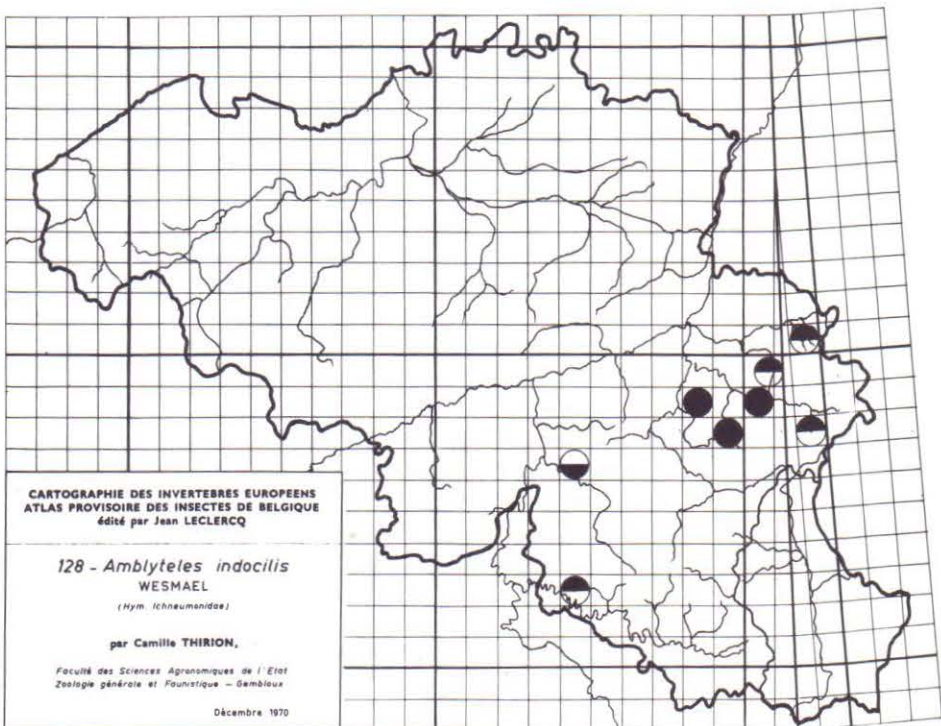 CARTOGRAPHIE DES INVERTEBRES EUROPEENS
ATLAS PROVISOIRE DES INSECTES DE BELGIQUE
édité par Jean LECLERCQ
128 - Amblyteles indocilis
WESMAEL
(Hym. Ichneumonidae)
par Camille THIRION,
Faculté des Sciences Agronomiques de l'Etat
Zoologie générale et Faunistique - Gembloux
Décembre 1970